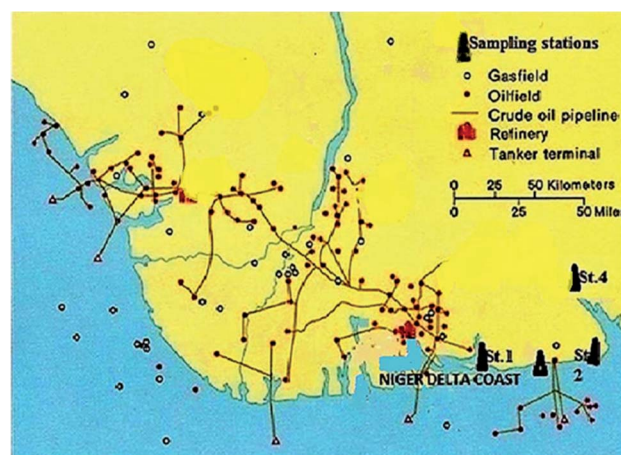 Sampling stations
Gasfield
Oilfield
Crude oil pipeline
Refinery
Tanker terminal
0 25 50 Kilometers
0 25 50 Miles
St.4
St.1
St
2
NIGER DELTA COAST